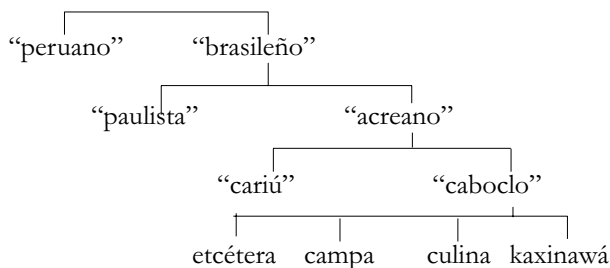 “peruano” “brasileño”
“paulista” “acreano”
“cariú” “caboclo”
etcétera campa culina kaxinawá